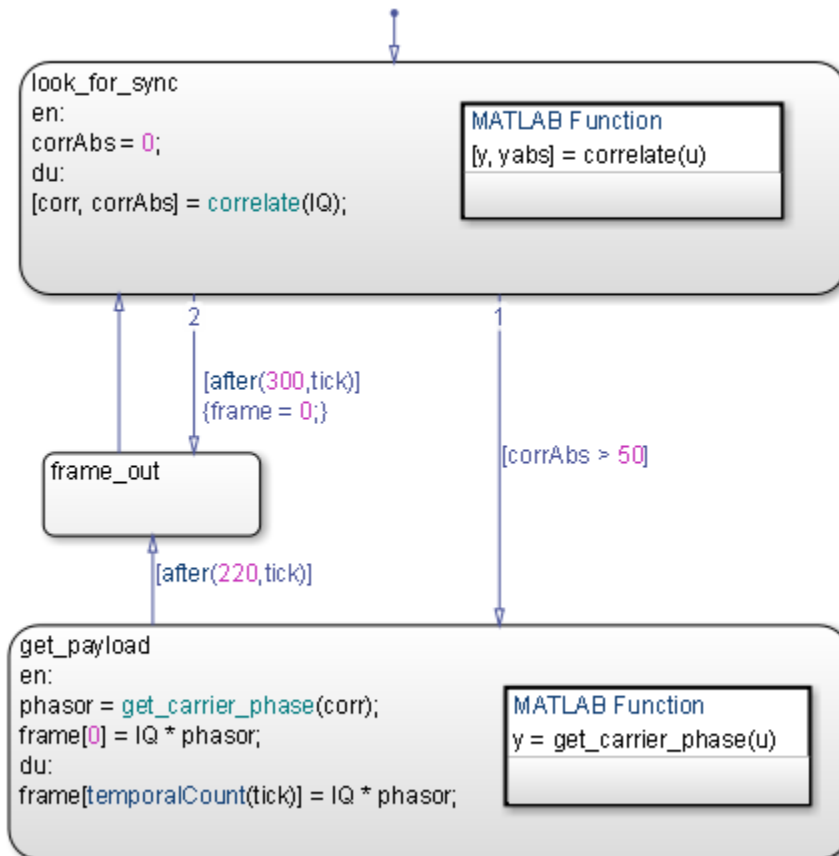 look_for_sync
en:
corrAbs = 0;
du:
[corr, corrAbs] = correlate(IQ);
MATLAB Function
[y, yabs] = correlate(u)
2
1
[after(300,tick)]
{frame = 0;}
[corrAbs > 50]
frame_out
[after(220,tick)]
get_payload
en:
phasor = get_carrier_phase(corr);
frame[0] = IQ * phasor;
du:
frame[temporalCount(tick)] = IQ * phasor;
MATLAB Function
y = get_carrier_phase(u)